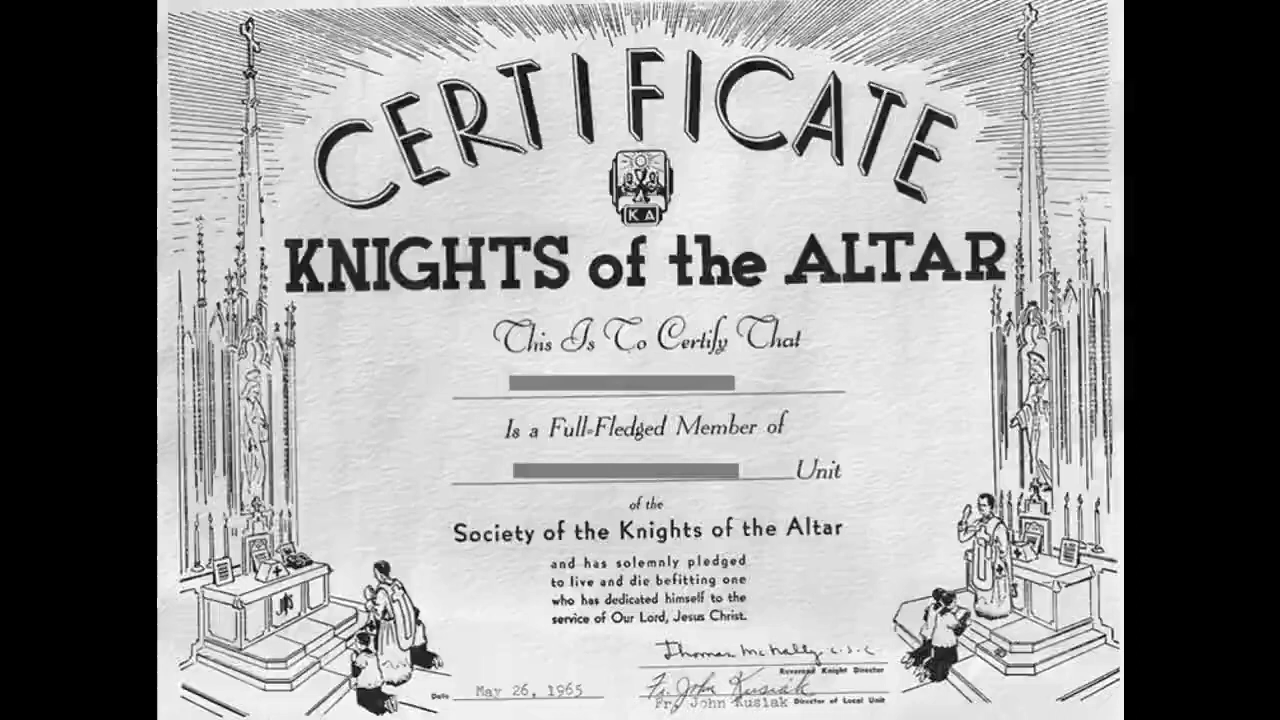 CERTIFICATE
K A
KNIGHTS of the ALTAR
This Is To Certify That
Is a Full-Fledged Member of
Unit
of the
Society of the Knights of the Altar
and has solemnly pledged
to live and die befitting one
who has dedicated himself to the
service of Our Lord, Jesus Christ.
Thomas McNally c.s.c.
Reverend Knight Director
Date May 26, 1965
Fr. John Kusiak
Fr. John Kusiak Director of Local Unit